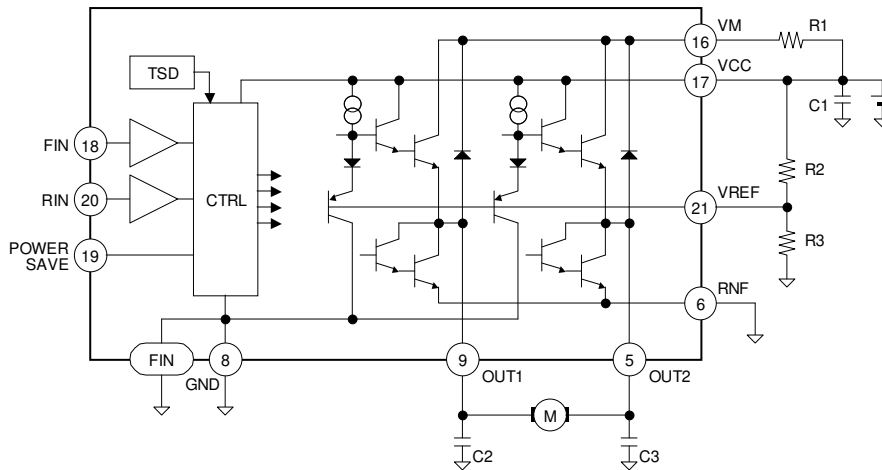 VM
R1
16
TSD
VCC
17
C1
FIN
18
R2
CTRL
RIN
VREF
20
21
POWER
SAVE
19
R3
RNF
6
FIN
8
9
5
GND
OUT1
OUT2
M
C2
C3